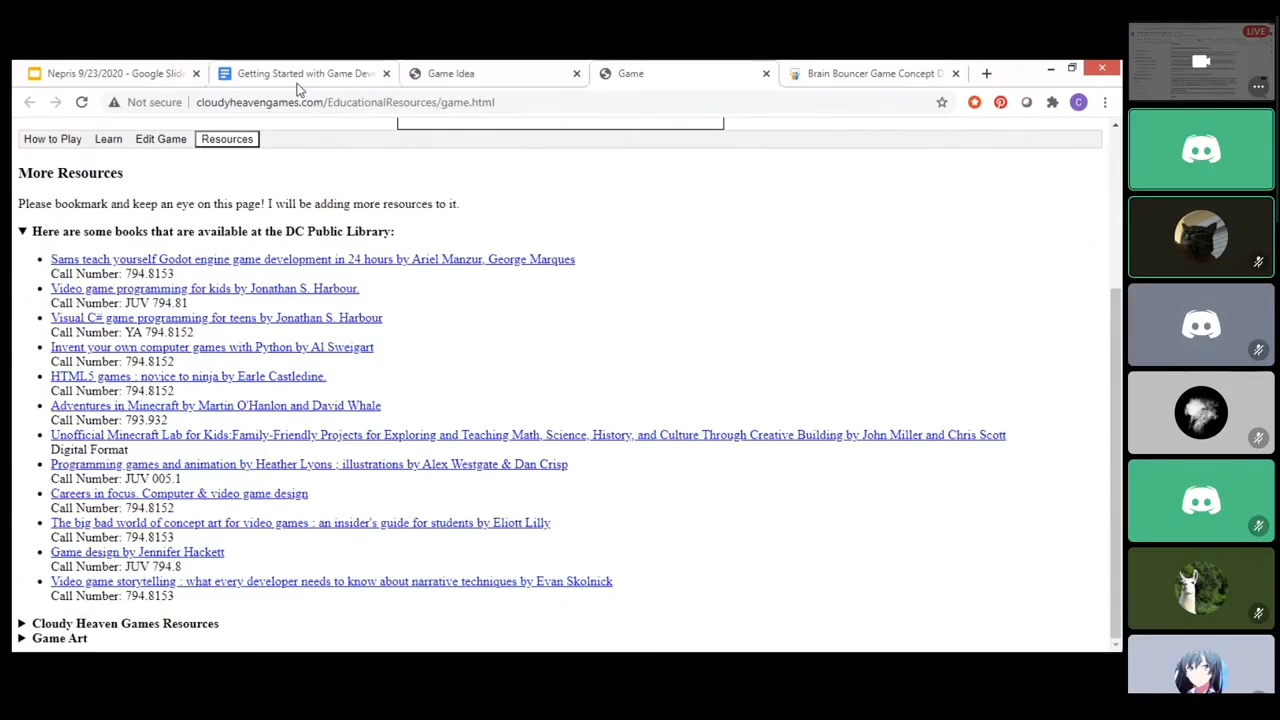 Nepris 9/23/2020 - Google Slide
Getting Started with Game Deve
Game Idea
Game
Brain Bouncer Game Concept D
LIVE
Not secure
cloudyheavengames.com/EducationalResources/game.html
C
How to Play
Learn
Edit Game
Resources
More Resources
Please bookmark and keep an eye on this page! I will be adding more resources to it.
Here are some books that are available at the DC Public Library:
Sams teach yourself Godot engine game development in 24 hours by Ariel Manzur, George Marques
Call Number: 794.8153
Video game programming for kids by Jonathan S. Harbour.
Call Number: JUV 794.81
Visual C# game programming for teens by Jonathan S. Harbour
Call Number: YA 794.8152
Invent your own computer games with Python by Al Sweigart
Call Number: 794.8152
HTML5 games : novice to ninja by Earle Castledine.
Call Number: 794.8152
Adventures in Minecraft by Martin O'Hanlon and David Whale
Call Number: 793.932
Unofficial Minecraft Lab for Kids:Family-Friendly Projects for Exploring and Teaching Math, Science, History, and Culture Through Creative Building by John Miller and Chris Scott
Digital Format
Programming games and animation by Heather Lyons ; illustrations by Alex Westgate & Dan Crisp
Call Number: JUV 005.1
Careers in focus. Computer & video game design
Call Number: 794.8152
The big bad world of concept art for video games : an insider's guide for students by Eliott Lilly
Call Number: 794.8153
Game design by Jennifer Hackett
Call Number: JUV 794.8
Video game storytelling : what every developer needs to know about narrative techniques by Evan Skolnick
Call Number: 794.8153
Cloudy Heaven Games Resources
Game Art